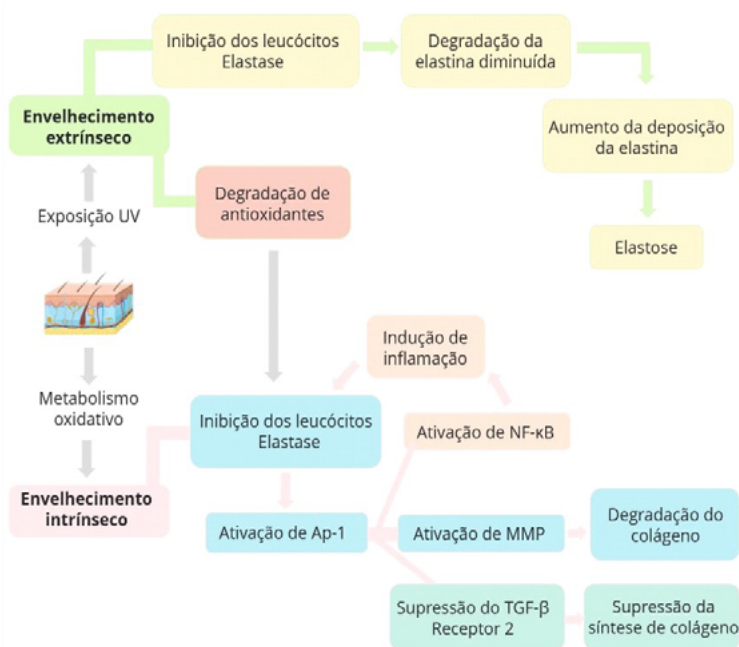 Inibição dos leucócitos
Elastase
Degradação da
elastina diminuída
Envelhecimento
extrínseco
Aumento da deposição
da elastina
Degradação de
antioxidantes
Exposição UV
Elastose
Indução de
inflamação
Metabolismo
oxidativo
Inibição dos leucócitos
Elastase
Ativação de NF-κB
Envelhecimento
intrínseco
Ativação de Ap-1
Ativação de MMP
Degradação do
colágeno
Supressão do TGF-β
Receptor 2
Supressão da
síntese de colágeno